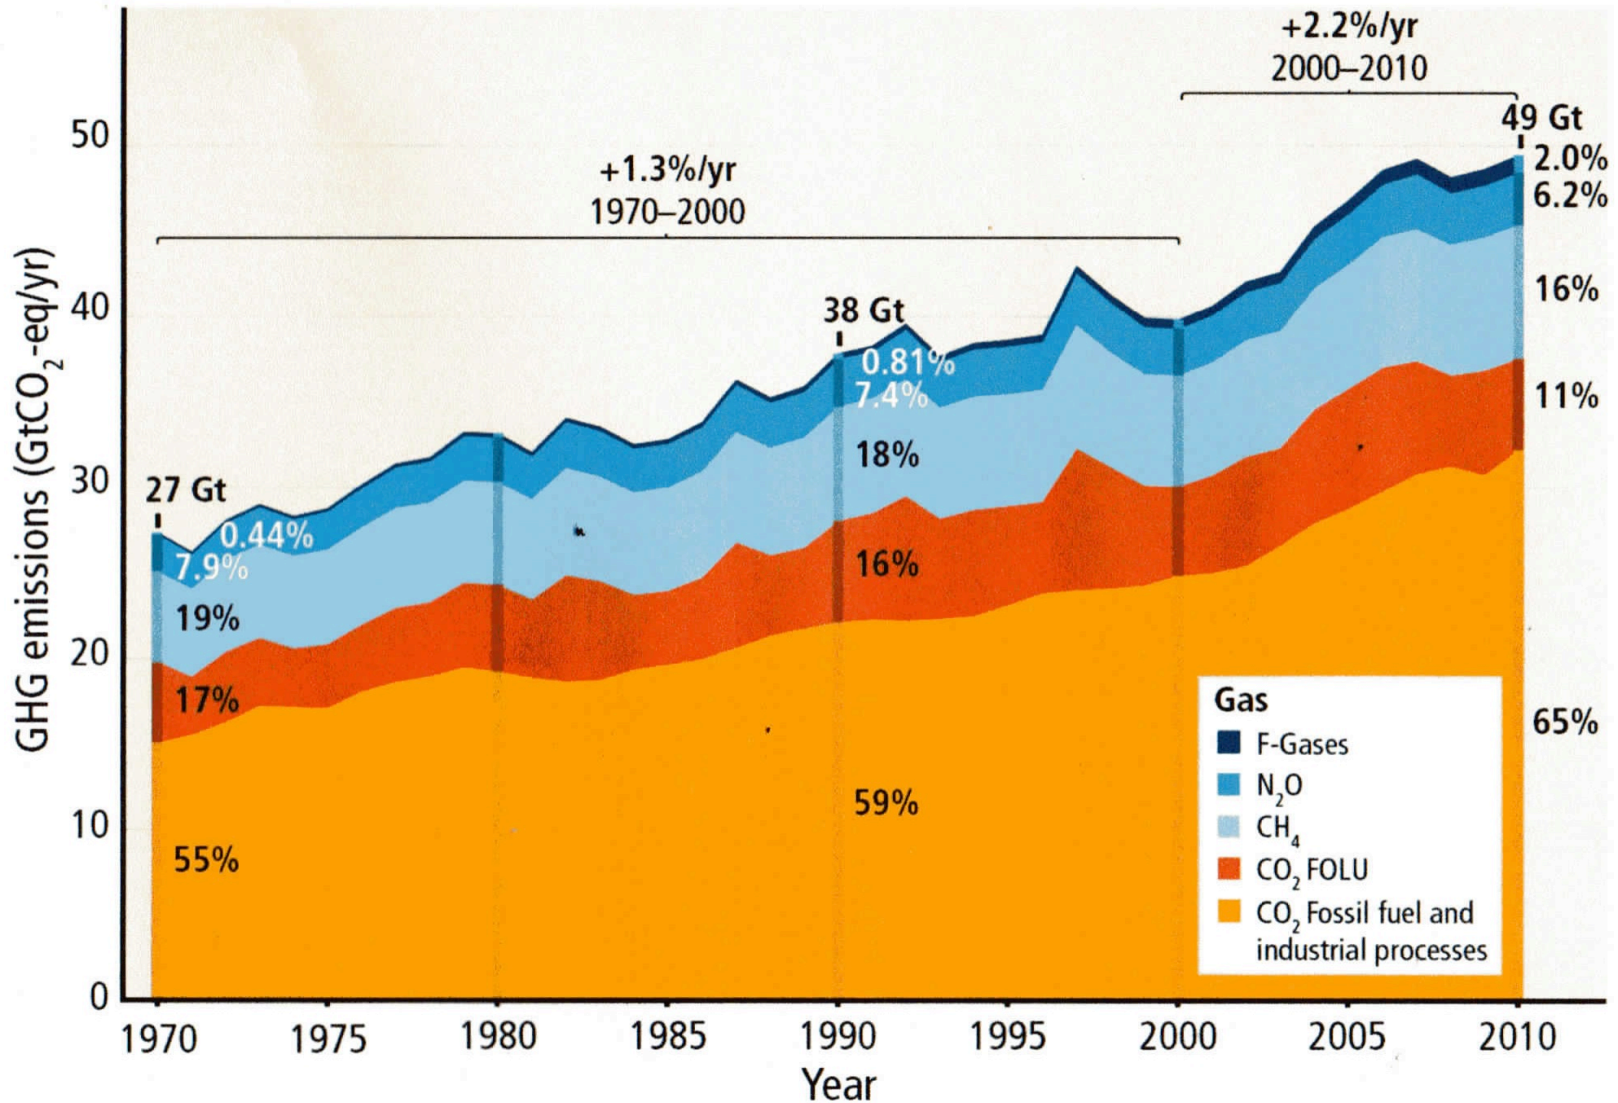 +2.2%/yr
2000–2010
49 Gt
2.0%
6.2%
16%
11%
65%
+1.3%/yr
1970–2000
38 Gt
0.81%
7.4%
18%
16%
59%
27 Gt
0.44%
7.9%
19%
17%
55%
GHG emissions (GtCO₂-eq/yr)
50
40
30
20
10
0
Gas
F-Gases
N₂O
CH₄
CO₂ FOLU
CO₂ Fossil fuel and
industrial processes
1970 1975 1980 1985 1990 1995 2000 2005 2010
Year